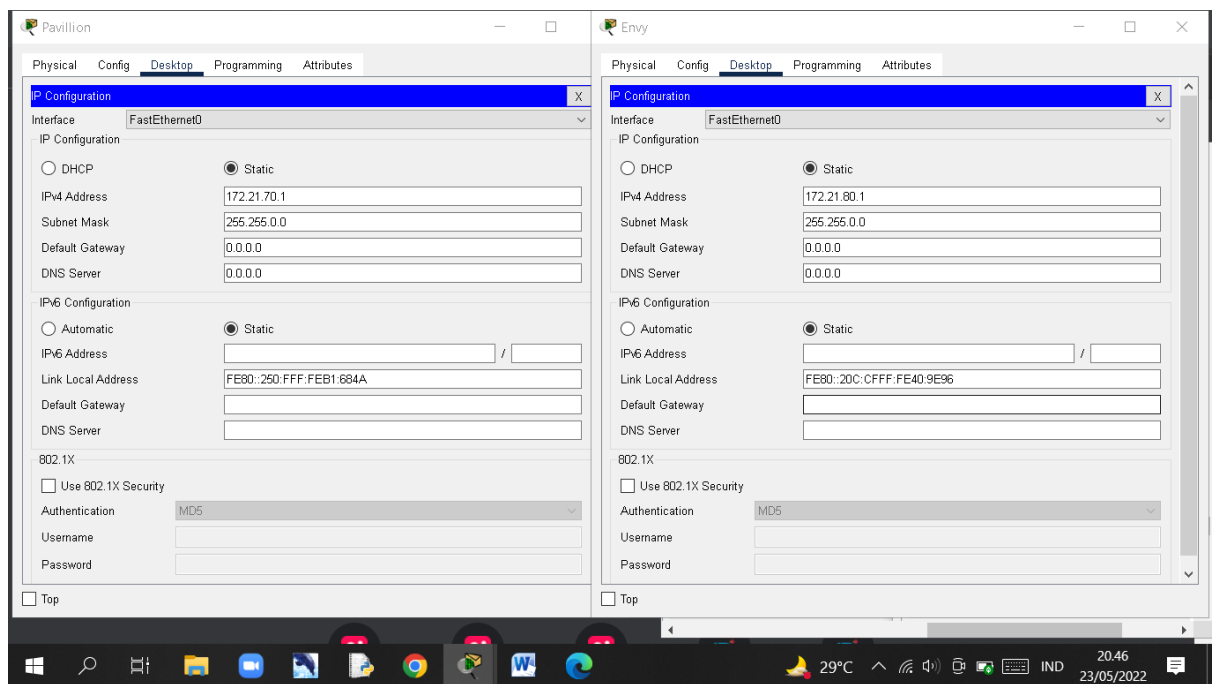 Pavillion
Physical Config Desktop Programming Attributes
IP Configuration X
Interface FastEthernet0
IP Configuration
DHCP Static
IPv4 Address 172.21.70.1
Subnet Mask 255.255.0.0
Default Gateway 0.0.0.0
DNS Server 0.0.0.0
IPv6 Configuration
Automatic Static
IPv6 Address /
Link Local Address FE80::250:FFF:FEB1:684A
Default Gateway
DNS Server
802.1X
Use 802.1X Security
Authentication MD5
Username
Password
Top
Envy
Physical Config Desktop Programming Attributes
IP Configuration X
Interface FastEthernet0
IP Configuration
DHCP Static
IPv4 Address 172.21.80.1
Subnet Mask 255.255.0.0
Default Gateway 0.0.0.0
DNS Server 0.0.0.0
IPv6 Configuration
Automatic Static
IPv6 Address /
Link Local Address FE80::20C:CFFF:FE40:9E96
Default Gateway
DNS Server
802.1X
Use 802.1X Security
Authentication MD5
Username
Password
Top
29°C IND 20.46
23/05/2022